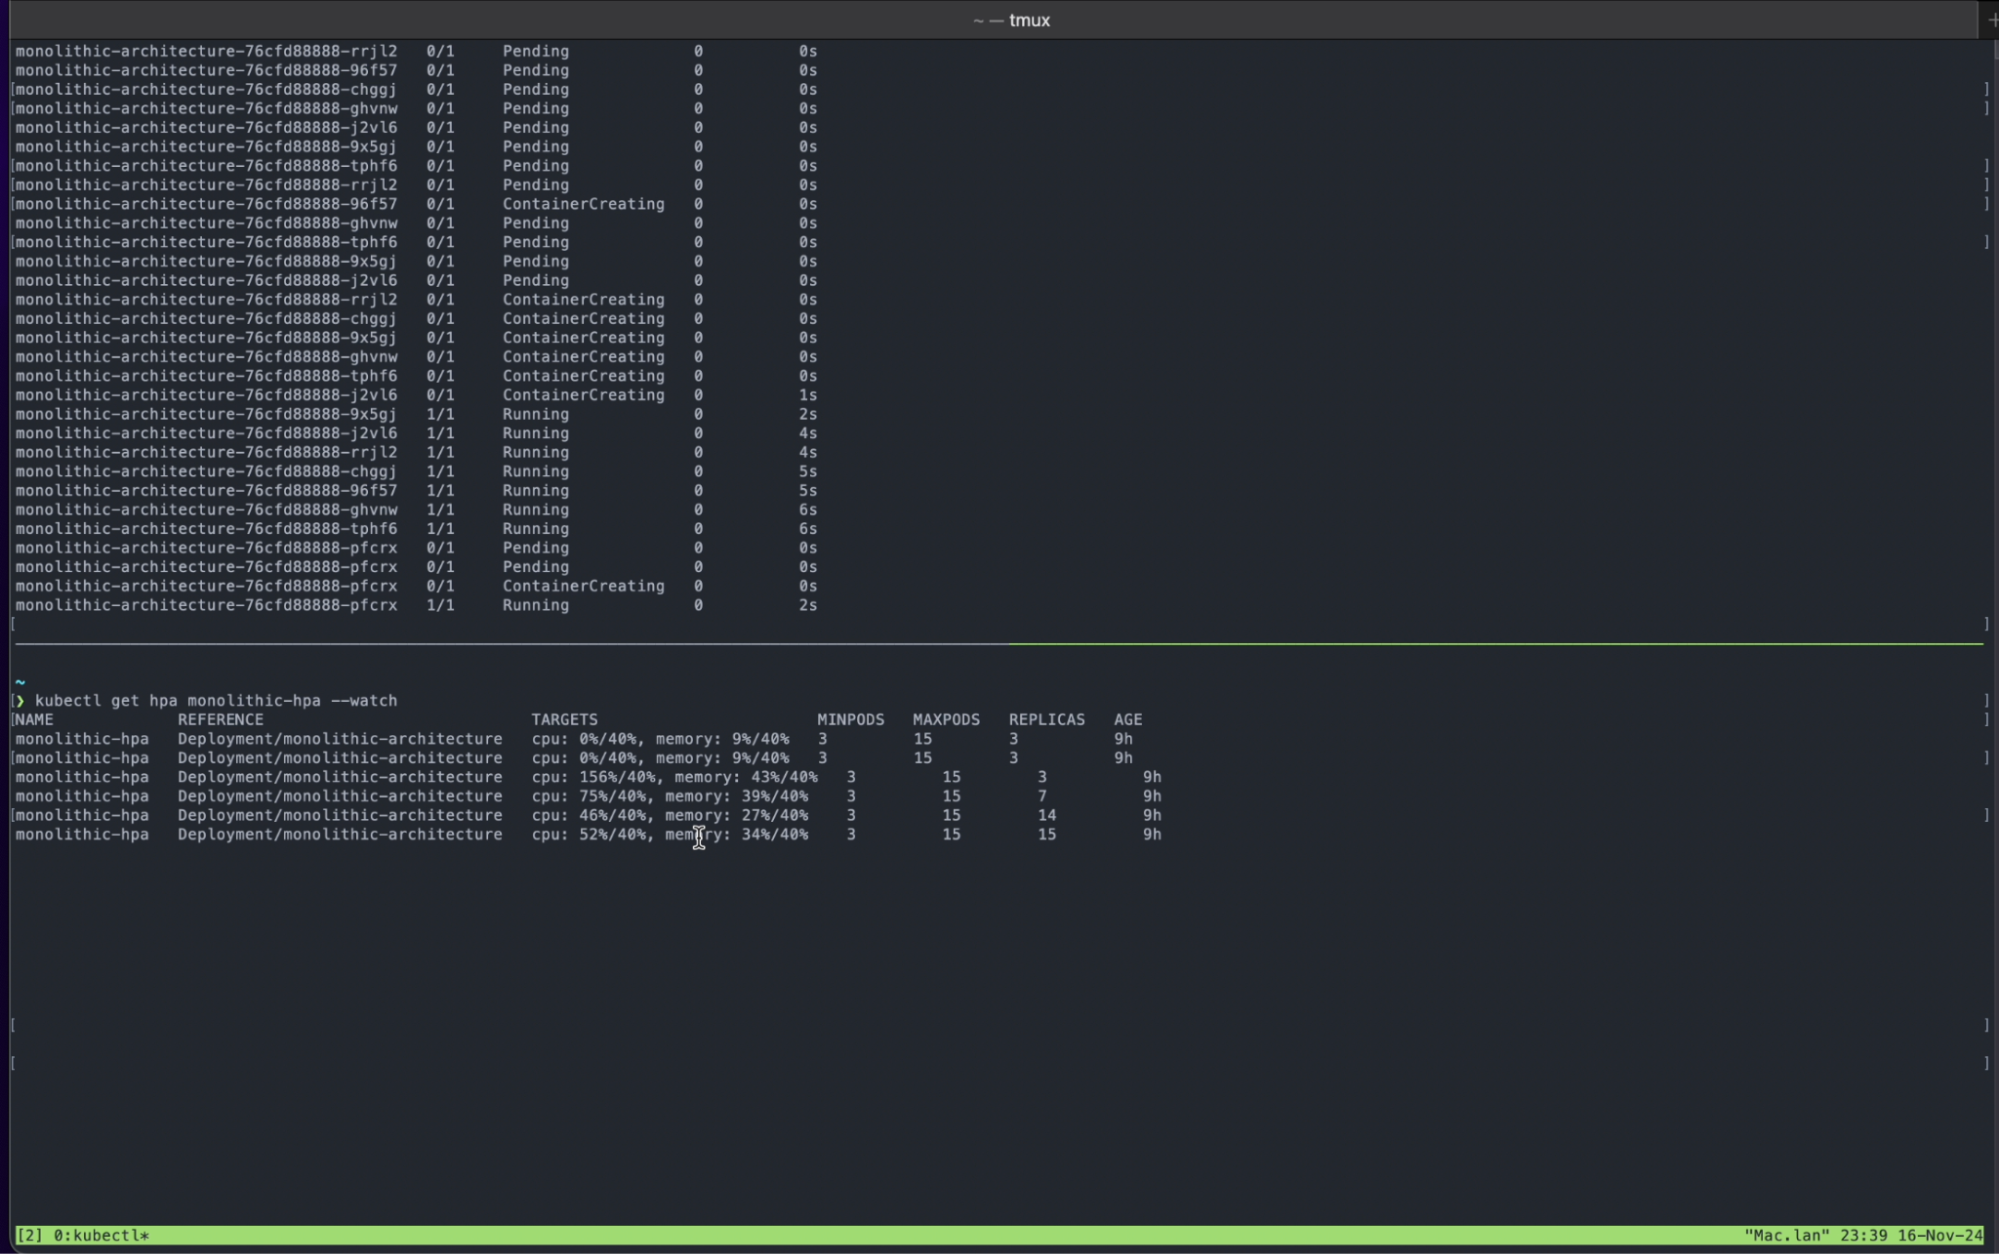 ~ — tmux
monolithic-architecture-76cfd88888-rrjl2 0/1 Pending 0 0s
monolithic-architecture-76cfd88888-96f57 0/1 Pending 0 0s
[monolithic-architecture-76cfd88888-chggj 0/1 Pending 0 0s ]
[monolithic-architecture-76cfd88888-ghvnw 0/1 Pending 0 0s ]
monolithic-architecture-76cfd88888-j2vl6 0/1 Pending 0 0s
monolithic-architecture-76cfd88888-9x5gj 0/1 Pending 0 0s
[monolithic-architecture-76cfd88888-tphf6 0/1 Pending 0 0s ]
[monolithic-architecture-76cfd88888-rrjl2 0/1 Pending 0 0s ]
[monolithic-architecture-76cfd88888-96f57 0/1 ContainerCreating 0 0s ]
monolithic-architecture-76cfd88888-ghvnw 0/1 Pending 0 0s
[monolithic-architecture-76cfd88888-tphf6 0/1 Pending 0 0s ]
monolithic-architecture-76cfd88888-9x5gj 0/1 Pending 0 0s
monolithic-architecture-76cfd88888-j2vl6 0/1 Pending 0 0s
monolithic-architecture-76cfd88888-rrjl2 0/1 ContainerCreating 0 0s
monolithic-architecture-76cfd88888-chggj 0/1 ContainerCreating 0 0s
monolithic-architecture-76cfd88888-9x5gj 0/1 ContainerCreating 0 0s
monolithic-architecture-76cfd88888-ghvnw 0/1 ContainerCreating 0 0s
monolithic-architecture-76cfd88888-tphf6 0/1 ContainerCreating 0 0s
monolithic-architecture-76cfd88888-j2vl6 0/1 ContainerCreating 0 1s
monolithic-architecture-76cfd88888-9x5gj 1/1 Running 0 2s
monolithic-architecture-76cfd88888-j2vl6 1/1 Running 0 4s
monolithic-architecture-76cfd88888-rrjl2 1/1 Running 0 4s
monolithic-architecture-76cfd88888-chggj 1/1 Running 0 5s
monolithic-architecture-76cfd88888-96f57 1/1 Running 0 5s
monolithic-architecture-76cfd88888-ghvnw 1/1 Running 0 6s
monolithic-architecture-76cfd88888-tphf6 1/1 Running 0 6s
monolithic-architecture-76cfd88888-pfcrx 0/1 Pending 0 0s
monolithic-architecture-76cfd88888-pfcrx 0/1 Pending 0 0s
monolithic-architecture-76cfd88888-pfcrx 0/1 ContainerCreating 0 0s
monolithic-architecture-76cfd88888-pfcrx 1/1 Running 0 2s
[ ]
~
[❯ kubectl get hpa monolithic-hpa --watch ]
[NAME REFERENCE TARGETS MINPODS MAXPODS REPLICAS AGE ]
monolithic-hpa Deployment/monolithic-architecture cpu: 0%/40%, memory: 9%/40% 3 15 3 9h
[monolithic-hpa Deployment/monolithic-architecture cpu: 0%/40%, memory: 9%/40% 3 15 3 9h ]
monolithic-hpa Deployment/monolithic-architecture cpu: 156%/40%, memory: 43%/40% 3 15 3 9h
monolithic-hpa Deployment/monolithic-architecture cpu: 75%/40%, memory: 39%/40% 3 15 7 9h
[monolithic-hpa Deployment/monolithic-architecture cpu: 46%/40%, memory: 27%/40% 3 15 14 9h ]
monolithic-hpa Deployment/monolithic-architecture cpu: 52%/40%, memory: 34%/40% 3 15 15 9h
[ ]
[ ]
[2] 0:kubectl* "Mac.lan" 23:39 16-Nov-24